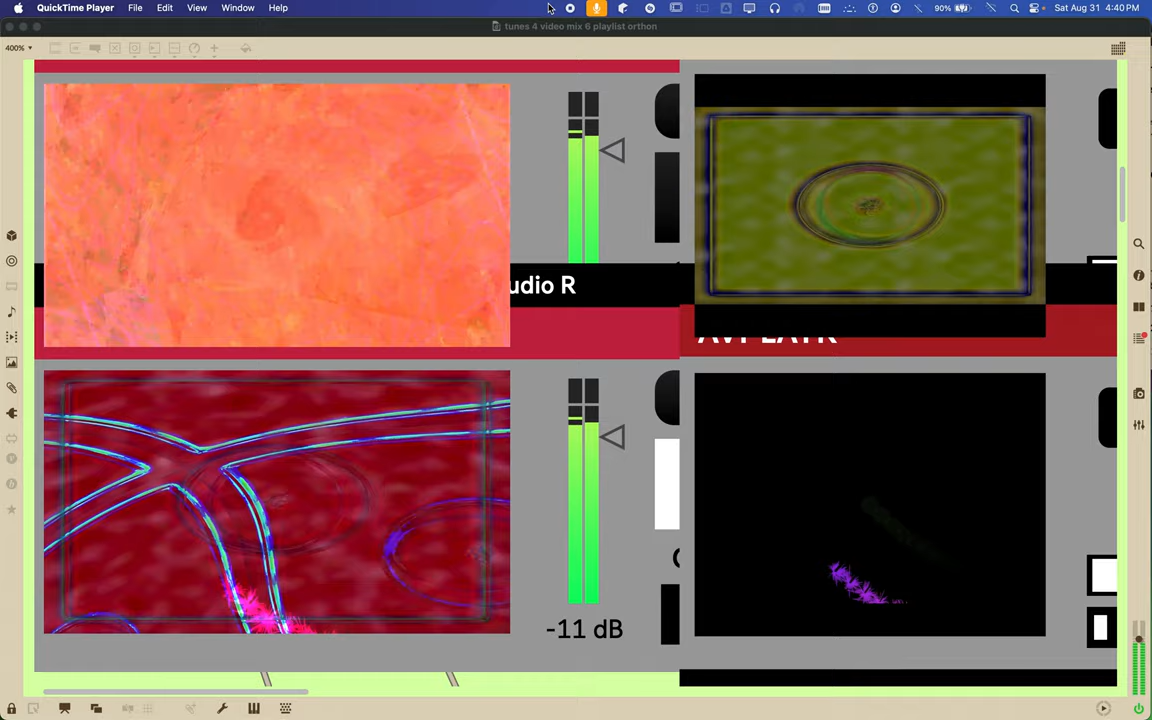 QuickTime Player File Edit View Window Help 90% Sat Aug 31 4:40 PM
tunes 4 video mix 6 playlist orthon
400%
udio R
AVPLAYR
-11 dB